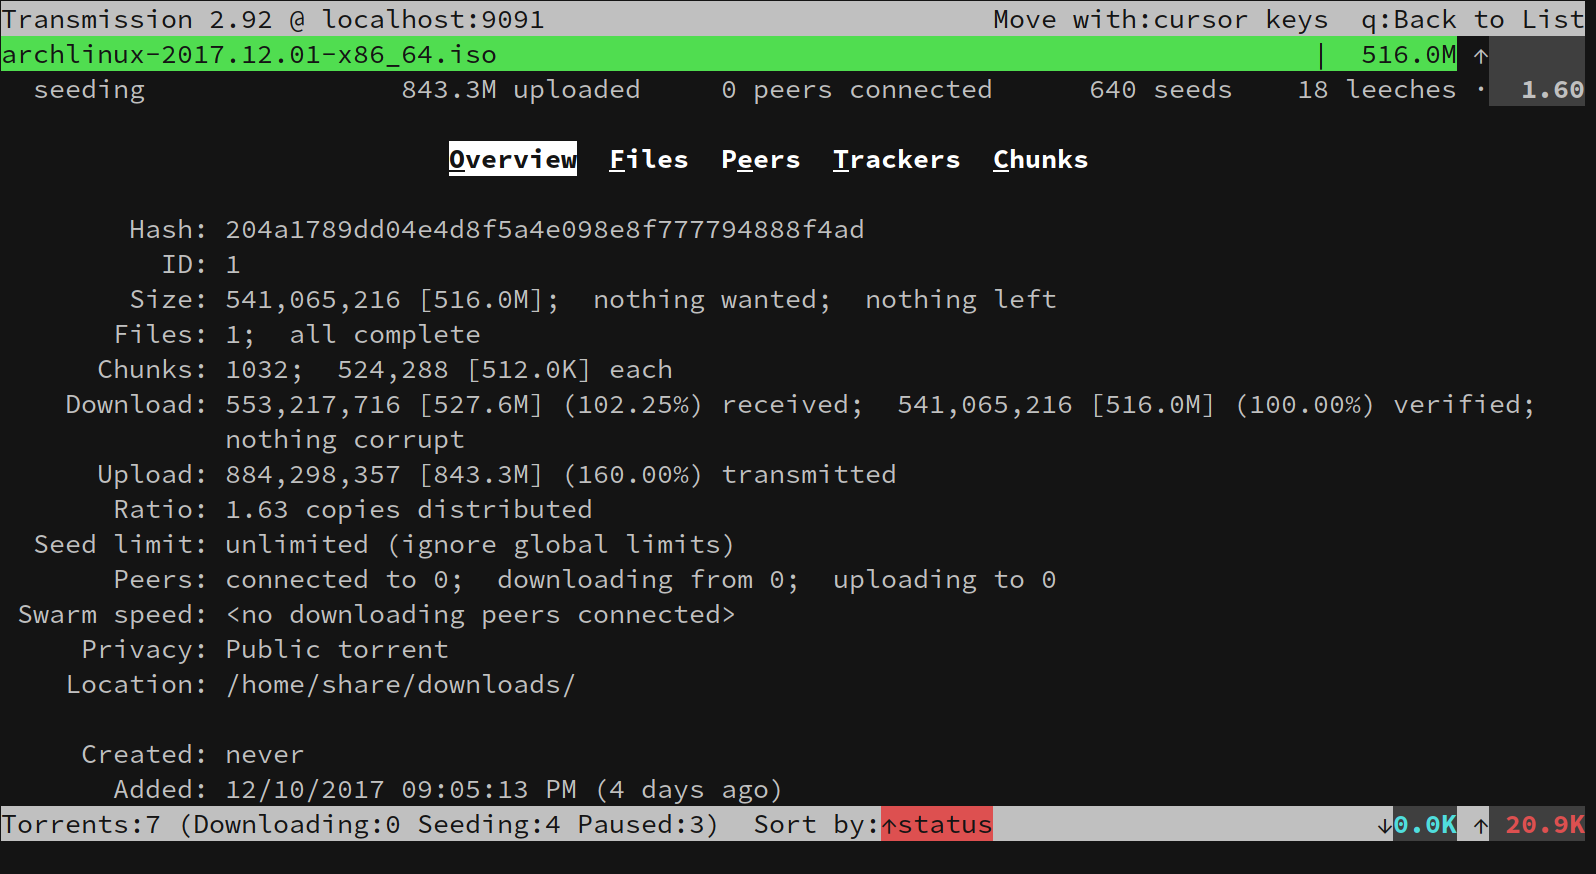 Transmission 2.92 @ localhost:9091 Move with:cursor keys q:Back to List
archlinux-2017.12.01-x86_64.iso | 516.0M ↑
seeding 843.3M uploaded 0 peers connected 640 seeds 18 leeches · 1.60
Overview Files Peers Trackers Chunks
Hash: 204a1789dd04e4d8f5a4e098e8f777794888f4ad
ID: 1
Size: 541,065,216 [516.0M]; nothing wanted; nothing left
Files: 1; all complete
Chunks: 1032; 524,288 [512.0K] each
Download: 553,217,716 [527.6M] (102.25%) received; 541,065,216 [516.0M] (100.00%) verified;
nothing corrupt
Upload: 884,298,357 [843.3M] (160.00%) transmitted
Ratio: 1.63 copies distributed
Seed limit: unlimited (ignore global limits)
Peers: connected to 0; downloading from 0; uploading to 0
Swarm speed: <no downloading peers connected>
Privacy: Public torrent
Location: /home/share/downloads/
Created: never
Added: 12/10/2017 09:05:13 PM (4 days ago)
Torrents:7 (Downloading:0 Seeding:4 Paused:3) Sort by:↑status ↓0.0K ↑ 20.9K